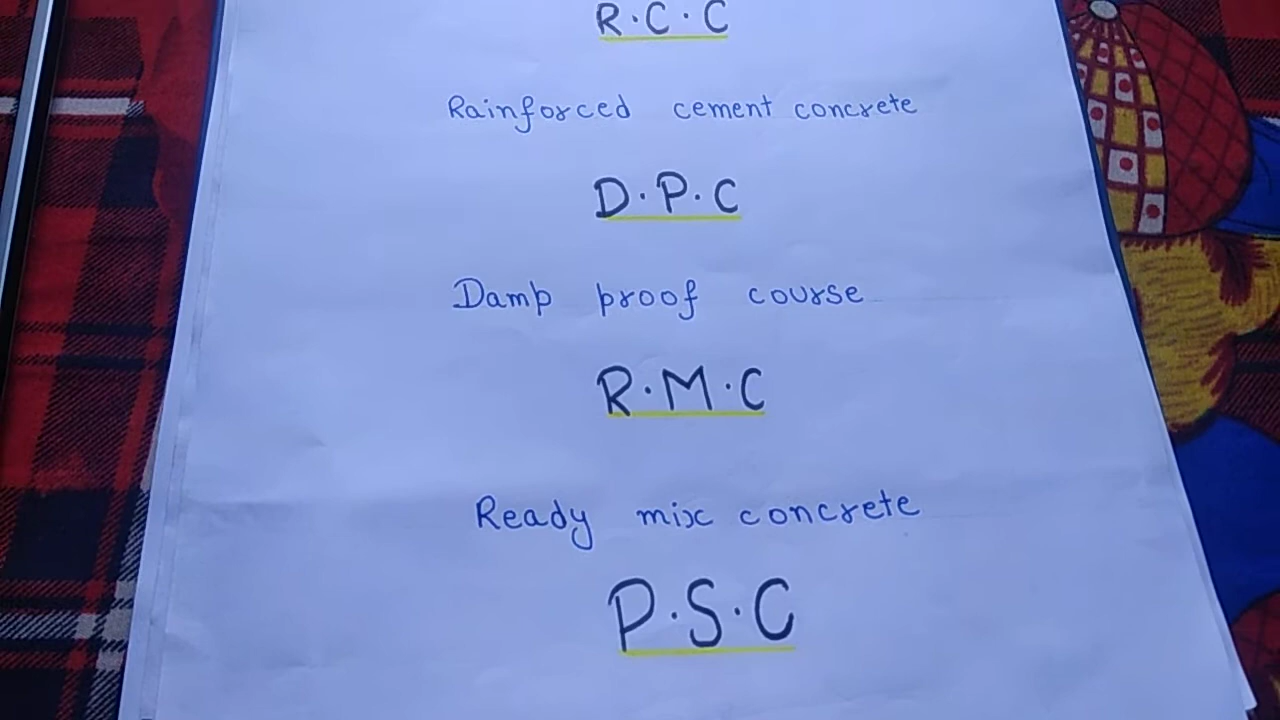 R.C.C
Rainforced cement concrete
D.P.C
Damp proof course
R.M.C
Ready mix concrete
P.S.C